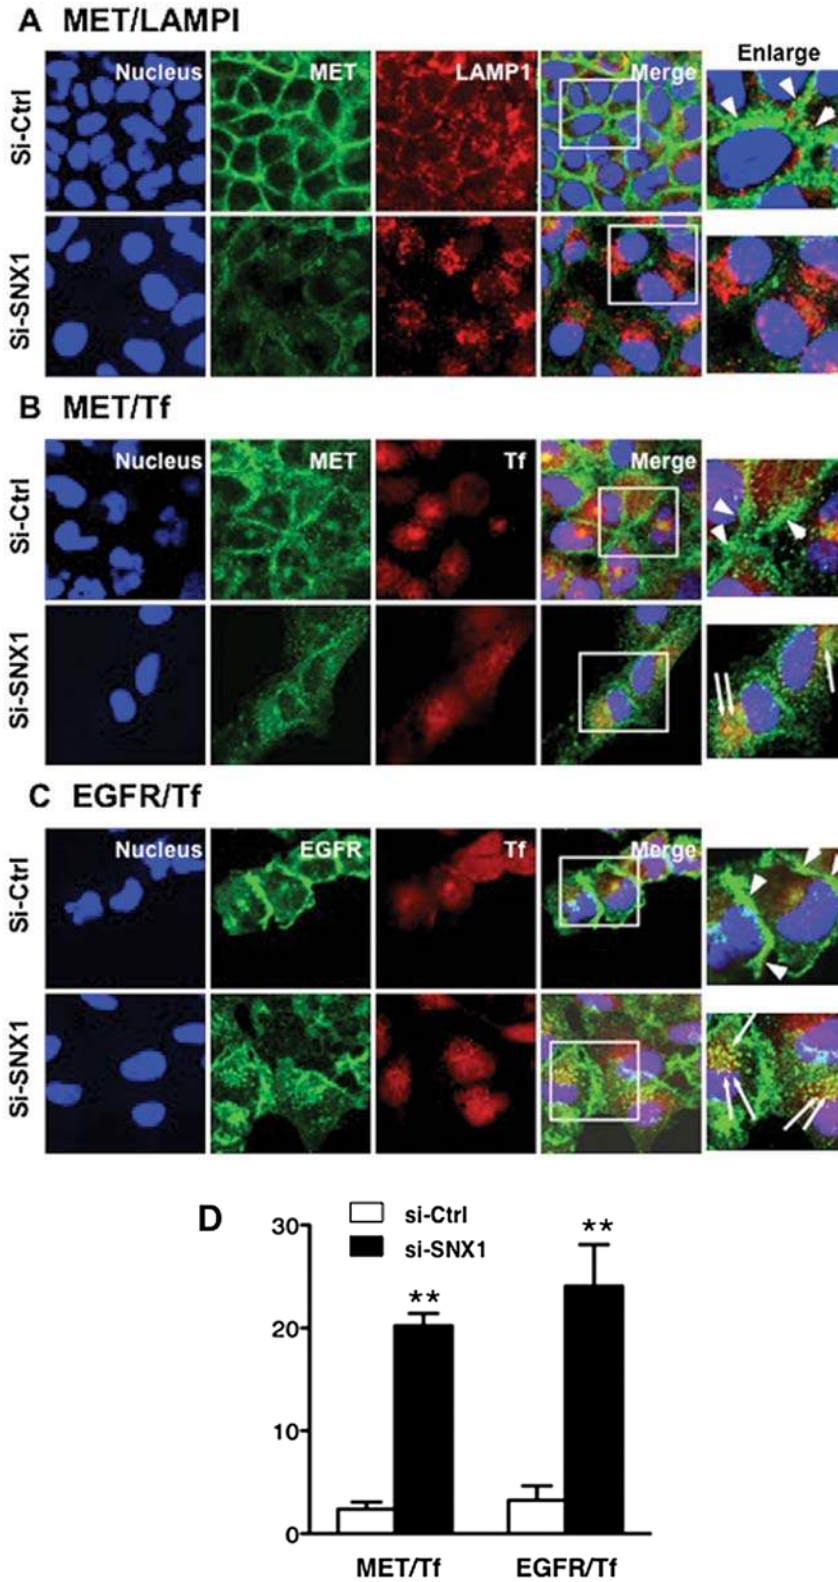 A MET/LAMPI
Enlarge
Nucleus MET LAMP1 Merge
Si-Ctrl
Si-SNX1
B MET/Tf
Nucleus MET Tf Merge
Si-Ctrl
Si-SNX1
C EGFR/Tf
Nucleus EGFR Tf Merge
Si-Ctrl
Si-SNX1
D
si-Ctrl
si-SNX1
30
20
10
0
**
**
MET/Tf EGFR/Tf